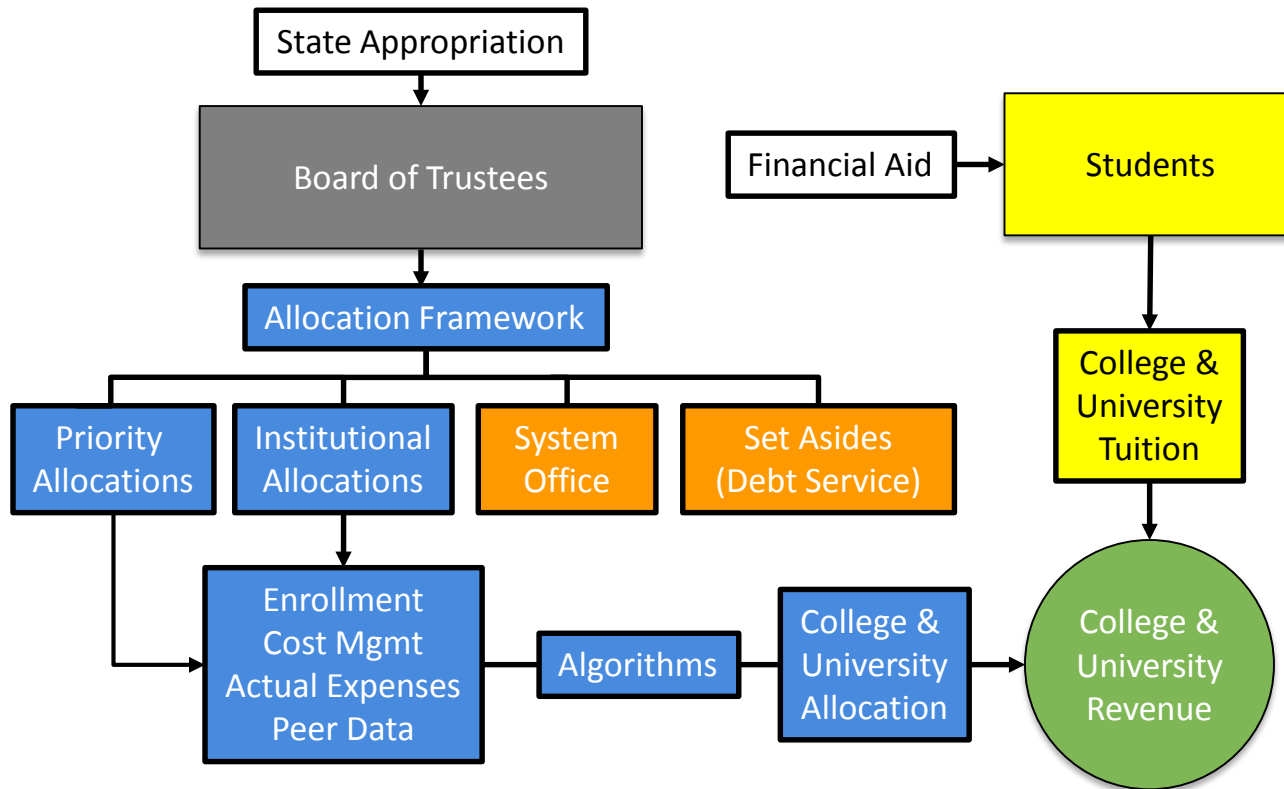 State Appropriation
Board of Trustees
Financial Aid
Students
Allocation Framework
College &
University
Tuition
Priority
Allocations
Institutional
Allocations
System
Office
Set Asides
(Debt Service)
Enrollment
Cost Mgmt
Actual Expenses
Peer Data
Algorithms
College &
University
Allocation
College &
University
Revenue